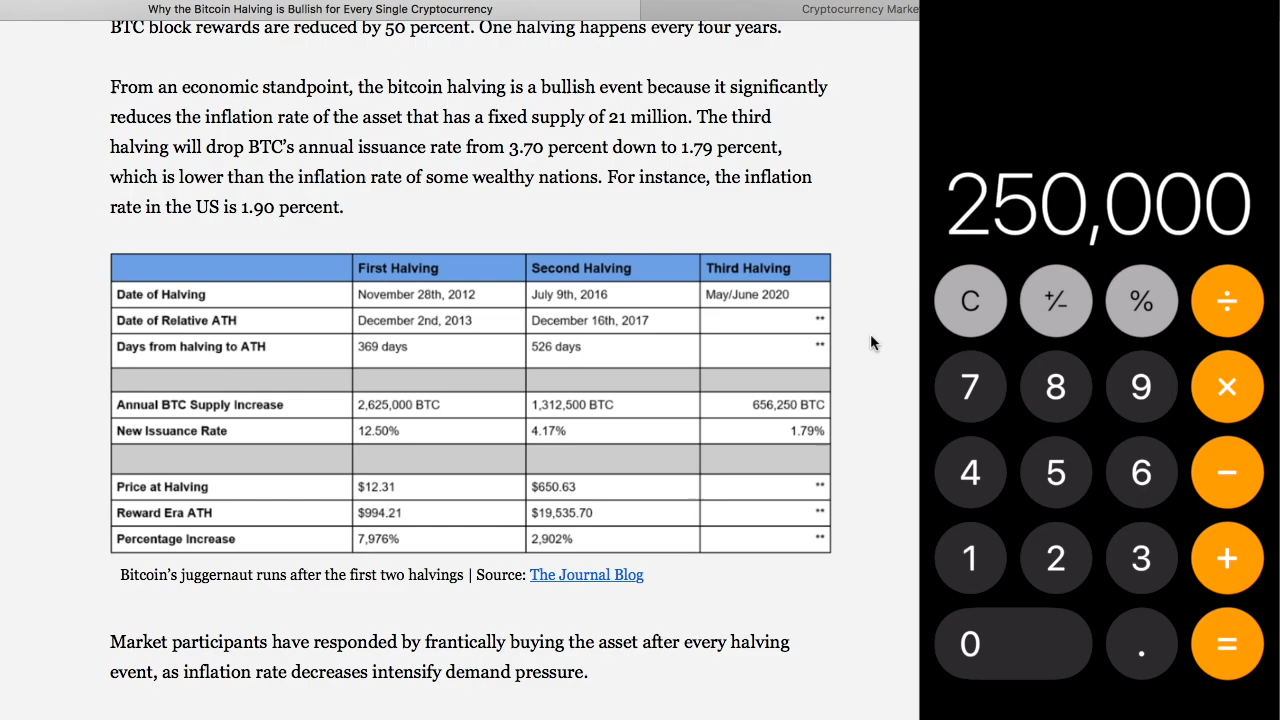 Why the Bitcoin Halving is Bullish for Every Single Cryptocurrency
Cryptocurrency Marke
BTC block rewards are reduced by 50 percent. One halving happens every four years.
From an economic standpoint, the bitcoin halving is a bullish event because it significantly
reduces the inflation rate of the asset that has a fixed supply of 21 million. The third
halving will drop BTC’s annual issuance rate from 3.70 percent down to 1.79 percent,
which is lower than the inflation rate of some wealthy nations. For instance, the inflation
rate in the US is 1.90 percent.
First Halving Second Halving Third Halving
Date of Halving November 28th, 2012 July 9th, 2016 May/June 2020
Date of Relative ATH December 2nd, 2013 December 16th, 2017 **
Days from halving to ATH 369 days 526 days **
Annual BTC Supply Increase 2,625,000 BTC 1,312,500 BTC 656,250 BTC
New Issuance Rate 12.50% 4.17% 1.79%
Price at Halving $12.31 $650.63 **
Reward Era ATH $994.21 $19,535.70 **
Percentage Increase 7,976% 2,902% **
Bitcoin’s juggernaut runs after the first two halvings | Source: The Journal Blog
Market participants have responded by frantically buying the asset after every halving
event, as inflation rate decreases intensify demand pressure.
250,000
C +/− % ÷
7 8 9 ×
4 5 6 −
1 2 3 +
0 . =